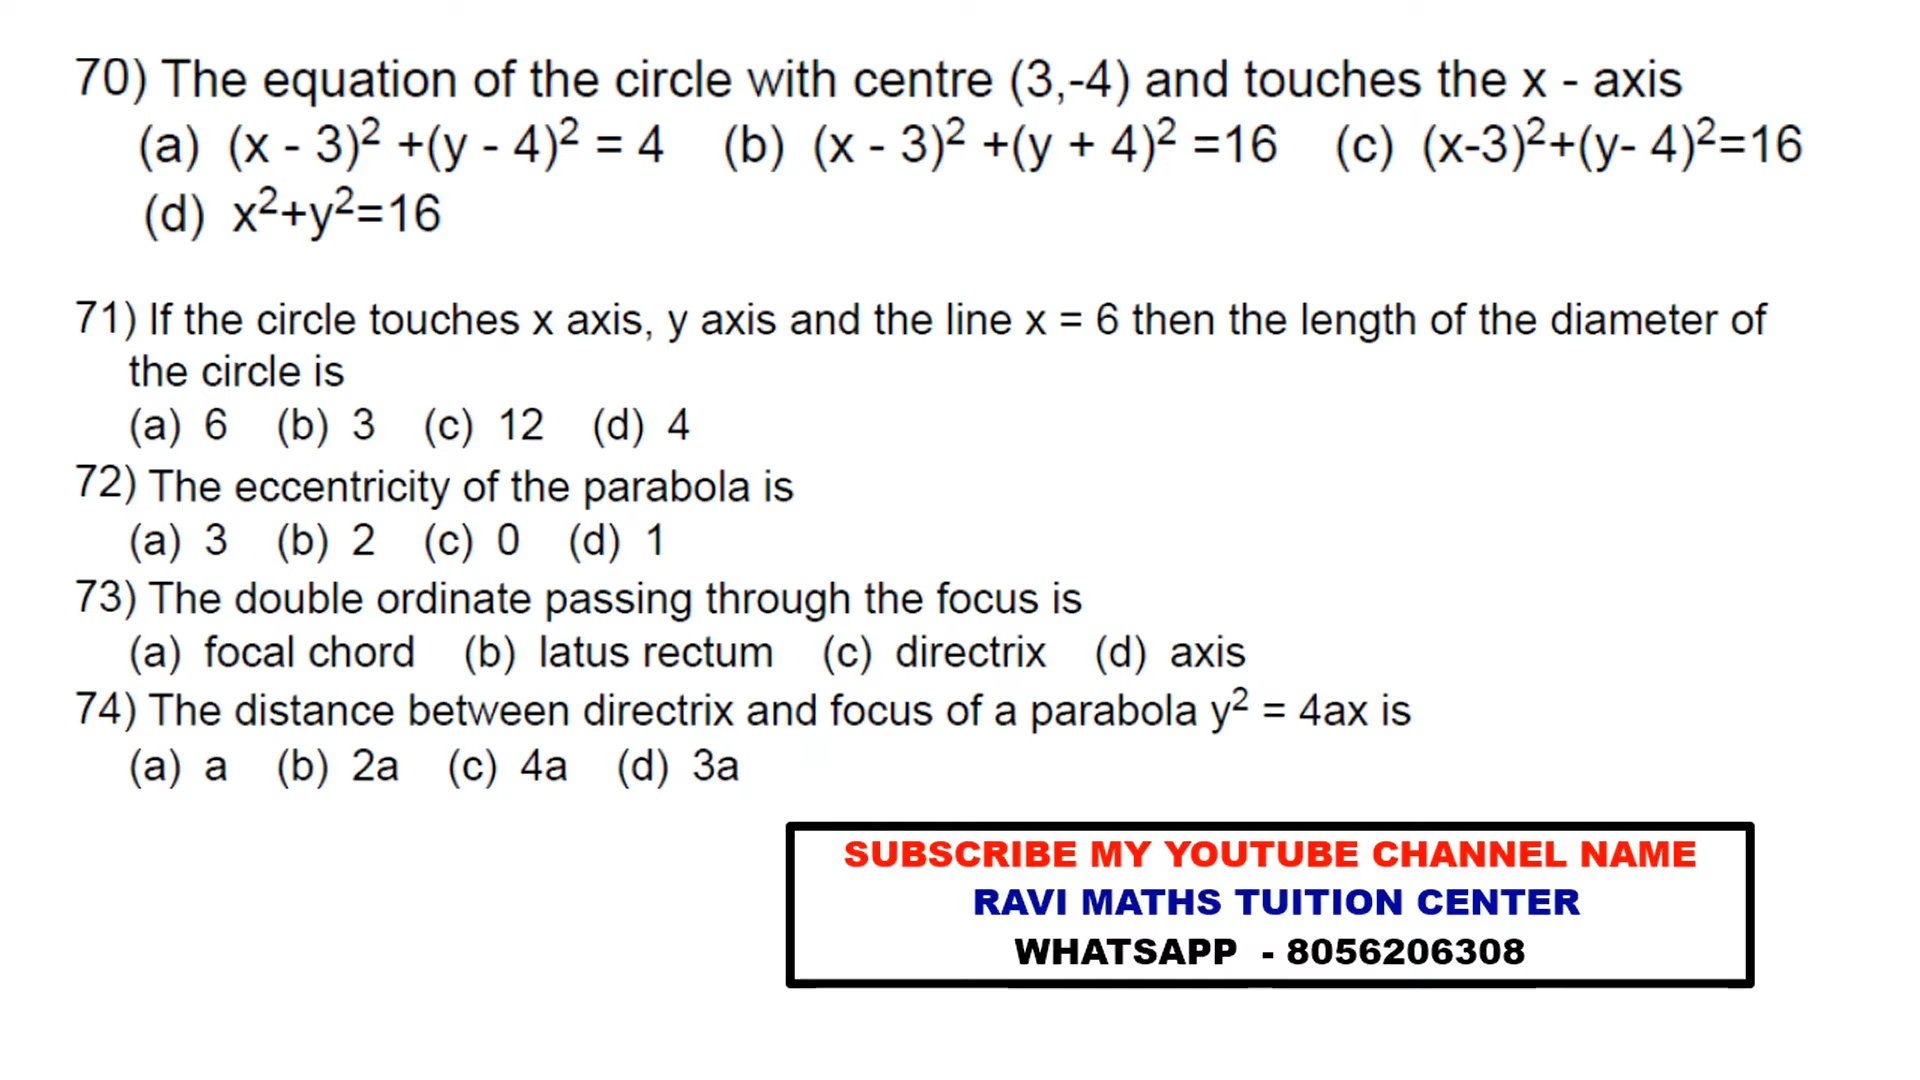 70) The equation of the circle with centre (3,-4) and touches the x - axis
(a) (x - 3)² +(y - 4)² = 4 (b) (x - 3)² +(y + 4)² =16 (c) (x-3)²+(y- 4)²=16
(d) x²+y²=16
71) If the circle touches x axis, y axis and the line x = 6 then the length of the diameter of
the circle is
(a) 6 (b) 3 (c) 12 (d) 4
72) The eccentricity of the parabola is
(a) 3 (b) 2 (c) 0 (d) 1
73) The double ordinate passing through the focus is
(a) focal chord (b) latus rectum (c) directrix (d) axis
74) The distance between directrix and focus of a parabola y² = 4ax is
(a) a (b) 2a (c) 4a (d) 3a
SUBSCRIBE MY YOUTUBE CHANNEL NAME
RAVI MATHS TUITION CENTER
WHATSAPP - 8056206308